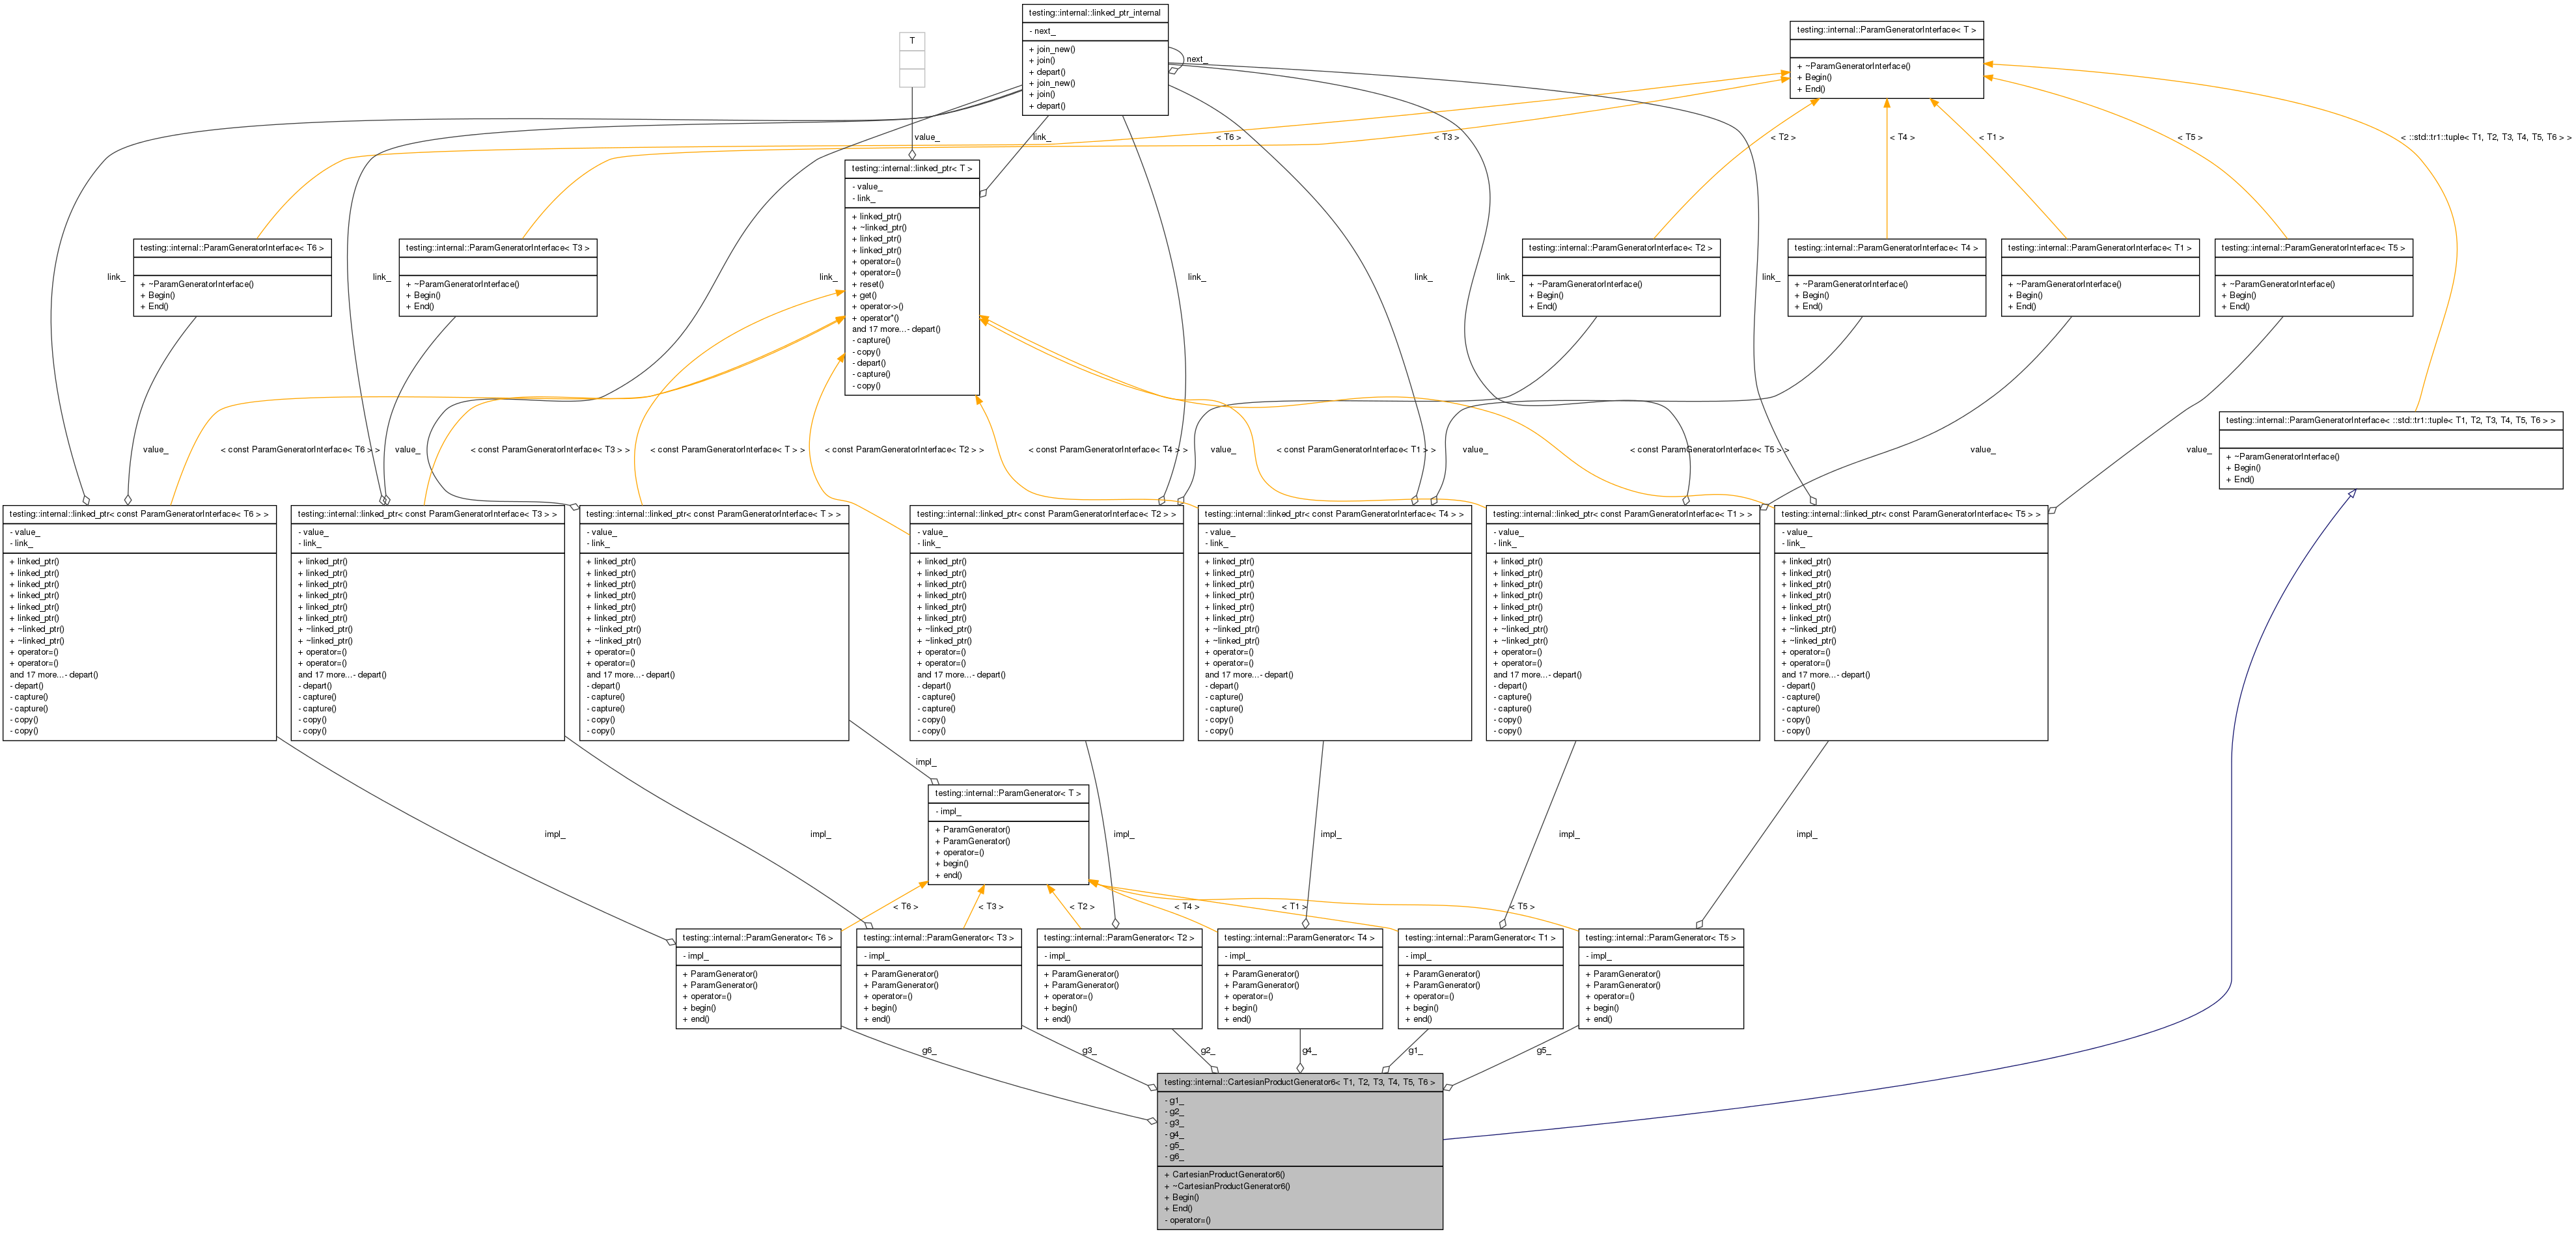 testing::internal::linked_ptr_internal
- next_
+ join_new()
+ join()
+ depart()
+ join_new()
+ join()
+ depart()
next_
T
testing::internal::ParamGeneratorInterface< T >
+ ~ParamGeneratorInterface()
+ Begin()
+ End()
value_
link_
< T6 >
< T3 >
< T2 >
< T4 >
< T1 >
< T5 >
< ::std::tr1::tuple< T1, T2, T3, T4, T5, T6 > >
testing::internal::linked_ptr< T >
- value_
- link_
+ linked_ptr()
+ ~linked_ptr()
+ linked_ptr()
+ linked_ptr()
+ operator=()
+ operator=()
+ reset()
+ get()
+ operator->()
+ operator*()
and 17 more...- depart()
- capture()
- copy()
- depart()
- capture()
- copy()
testing::internal::ParamGeneratorInterface< T6 >
+ ~ParamGeneratorInterface()
+ Begin()
+ End()
testing::internal::ParamGeneratorInterface< T3 >
+ ~ParamGeneratorInterface()
+ Begin()
+ End()
testing::internal::ParamGeneratorInterface< T2 >
+ ~ParamGeneratorInterface()
+ Begin()
+ End()
testing::internal::ParamGeneratorInterface< T4 >
+ ~ParamGeneratorInterface()
+ Begin()
+ End()
testing::internal::ParamGeneratorInterface< T1 >
+ ~ParamGeneratorInterface()
+ Begin()
+ End()
testing::internal::ParamGeneratorInterface< T5 >
+ ~ParamGeneratorInterface()
+ Begin()
+ End()
link_
link_
link_
link_
link_
link_
link_
testing::internal::ParamGeneratorInterface< ::std::tr1::tuple< T1, T2, T3, T4, T5, T6 > >
+ ~ParamGeneratorInterface()
+ Begin()
+ End()
value_
< const ParamGeneratorInterface< T6 > >
value_
< const ParamGeneratorInterface< T3 > >
< const ParamGeneratorInterface< T > >
< const ParamGeneratorInterface< T2 > >
< const ParamGeneratorInterface< T4 > >
value_
< const ParamGeneratorInterface< T1 > >
value_
< const ParamGeneratorInterface< T5 > >
value_
value_
testing::internal::linked_ptr< const ParamGeneratorInterface< T6 > >
- value_
- link_
+ linked_ptr()
+ linked_ptr()
+ linked_ptr()
+ linked_ptr()
+ linked_ptr()
+ linked_ptr()
+ ~linked_ptr()
+ ~linked_ptr()
+ operator=()
+ operator=()
and 17 more...- depart()
- depart()
- capture()
- capture()
- copy()
- copy()
testing::internal::linked_ptr< const ParamGeneratorInterface< T3 > >
- value_
- link_
+ linked_ptr()
+ linked_ptr()
+ linked_ptr()
+ linked_ptr()
+ linked_ptr()
+ linked_ptr()
+ ~linked_ptr()
+ ~linked_ptr()
+ operator=()
+ operator=()
and 17 more...- depart()
- depart()
- capture()
- capture()
- copy()
- copy()
testing::internal::linked_ptr< const ParamGeneratorInterface< T > >
- value_
- link_
+ linked_ptr()
+ linked_ptr()
+ linked_ptr()
+ linked_ptr()
+ linked_ptr()
+ linked_ptr()
+ ~linked_ptr()
+ ~linked_ptr()
+ operator=()
+ operator=()
and 17 more...- depart()
- depart()
- capture()
- capture()
- copy()
- copy()
testing::internal::linked_ptr< const ParamGeneratorInterface< T2 > >
- value_
- link_
+ linked_ptr()
+ linked_ptr()
+ linked_ptr()
+ linked_ptr()
+ linked_ptr()
+ linked_ptr()
+ ~linked_ptr()
+ ~linked_ptr()
+ operator=()
+ operator=()
and 17 more...- depart()
- depart()
- capture()
- capture()
- copy()
- copy()
testing::internal::linked_ptr< const ParamGeneratorInterface< T4 > >
- value_
- link_
+ linked_ptr()
+ linked_ptr()
+ linked_ptr()
+ linked_ptr()
+ linked_ptr()
+ linked_ptr()
+ ~linked_ptr()
+ ~linked_ptr()
+ operator=()
+ operator=()
and 17 more...- depart()
- depart()
- capture()
- capture()
- copy()
- copy()
testing::internal::linked_ptr< const ParamGeneratorInterface< T1 > >
- value_
- link_
+ linked_ptr()
+ linked_ptr()
+ linked_ptr()
+ linked_ptr()
+ linked_ptr()
+ linked_ptr()
+ ~linked_ptr()
+ ~linked_ptr()
+ operator=()
+ operator=()
and 17 more...- depart()
- depart()
- capture()
- capture()
- copy()
- copy()
testing::internal::linked_ptr< const ParamGeneratorInterface< T5 > >
- value_
- link_
+ linked_ptr()
+ linked_ptr()
+ linked_ptr()
+ linked_ptr()
+ linked_ptr()
+ linked_ptr()
+ ~linked_ptr()
+ ~linked_ptr()
+ operator=()
+ operator=()
and 17 more...- depart()
- depart()
- capture()
- capture()
- copy()
- copy()
impl_
testing::internal::ParamGenerator< T >
- impl_
+ ParamGenerator()
+ ParamGenerator()
+ operator=()
+ begin()
+ end()
impl_
impl_
impl_
impl_
impl_
impl_
< T6 >
< T3 >
< T2 >
< T4 >
< T1 >
< T5 >
testing::internal::ParamGenerator< T6 >
- impl_
+ ParamGenerator()
+ ParamGenerator()
+ operator=()
+ begin()
+ end()
testing::internal::ParamGenerator< T3 >
- impl_
+ ParamGenerator()
+ ParamGenerator()
+ operator=()
+ begin()
+ end()
testing::internal::ParamGenerator< T2 >
- impl_
+ ParamGenerator()
+ ParamGenerator()
+ operator=()
+ begin()
+ end()
testing::internal::ParamGenerator< T4 >
- impl_
+ ParamGenerator()
+ ParamGenerator()
+ operator=()
+ begin()
+ end()
testing::internal::ParamGenerator< T1 >
- impl_
+ ParamGenerator()
+ ParamGenerator()
+ operator=()
+ begin()
+ end()
testing::internal::ParamGenerator< T5 >
- impl_
+ ParamGenerator()
+ ParamGenerator()
+ operator=()
+ begin()
+ end()
g6_
g3_
g2_
g4_
g1_
g5_
testing::internal::CartesianProductGenerator6< T1, T2, T3, T4, T5, T6 >
- g1_
- g2_
- g3_
- g4_
- g5_
- g6_
+ CartesianProductGenerator6()
+ ~CartesianProductGenerator6()
+ Begin()
+ End()
- operator=()